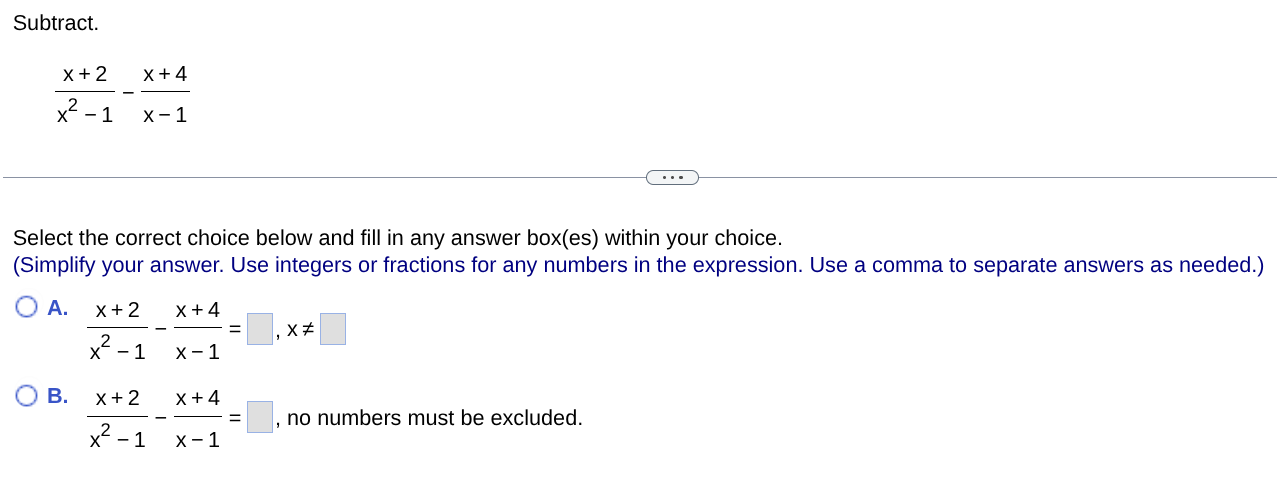 Subtract.
x + 2   x + 4
――― − ―――
x² − 1   x − 1
Select the correct choice below and fill in any answer box(es) within your choice.
(Simplify your answer. Use integers or fractions for any numbers in the expression. Use a comma to separate answers as needed.)
A. (x + 2)/(x² − 1) − (x + 4)/(x − 1) = , x ≠
B. (x + 2)/(x² − 1) − (x + 4)/(x − 1) = , no numbers must be excluded.